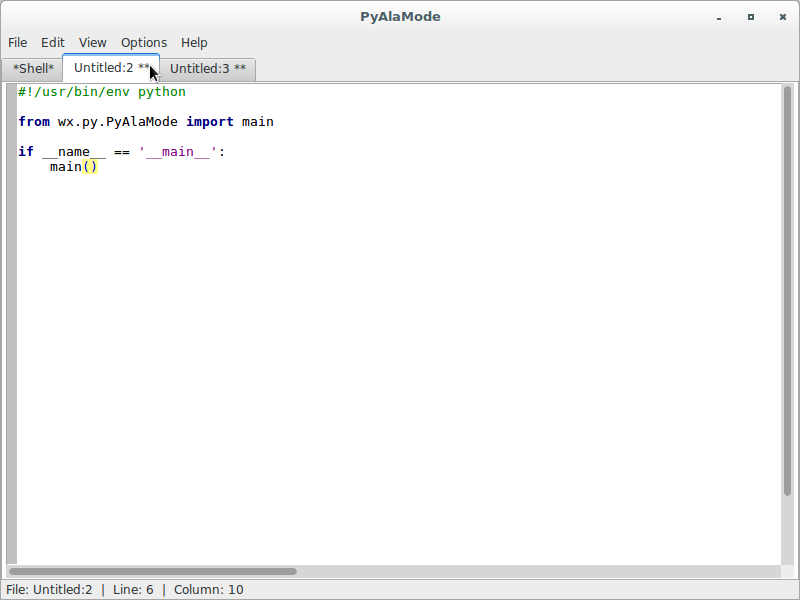 PyAlaMode
File Edit View Options Help
*Shell* Untitled:2 ** Untitled:3 **
#!/usr/bin/env python
from wx.py.PyAlaMode import main
if __name__ == '__main__':
    main()
File: Untitled:2 | Line: 6 | Column: 10